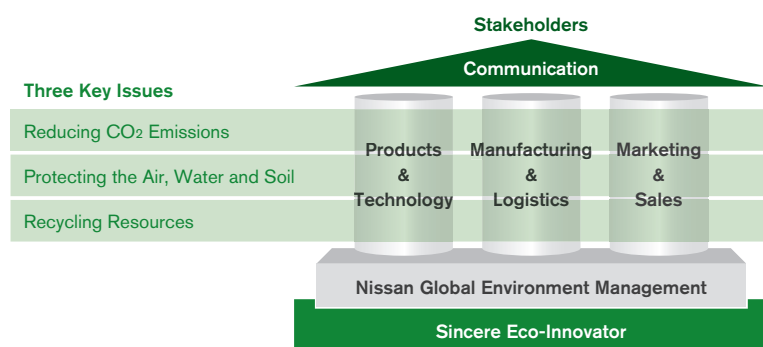 Stakeholders
Communication
Three Key Issues
Reducing CO₂ Emissions
Protecting the Air, Water and Soil
Recycling Resources
Products
&
Technology
Manufacturing
&
Logistics
Marketing
&
Sales
Nissan Global Environment Management
Sincere Eco-Innovator